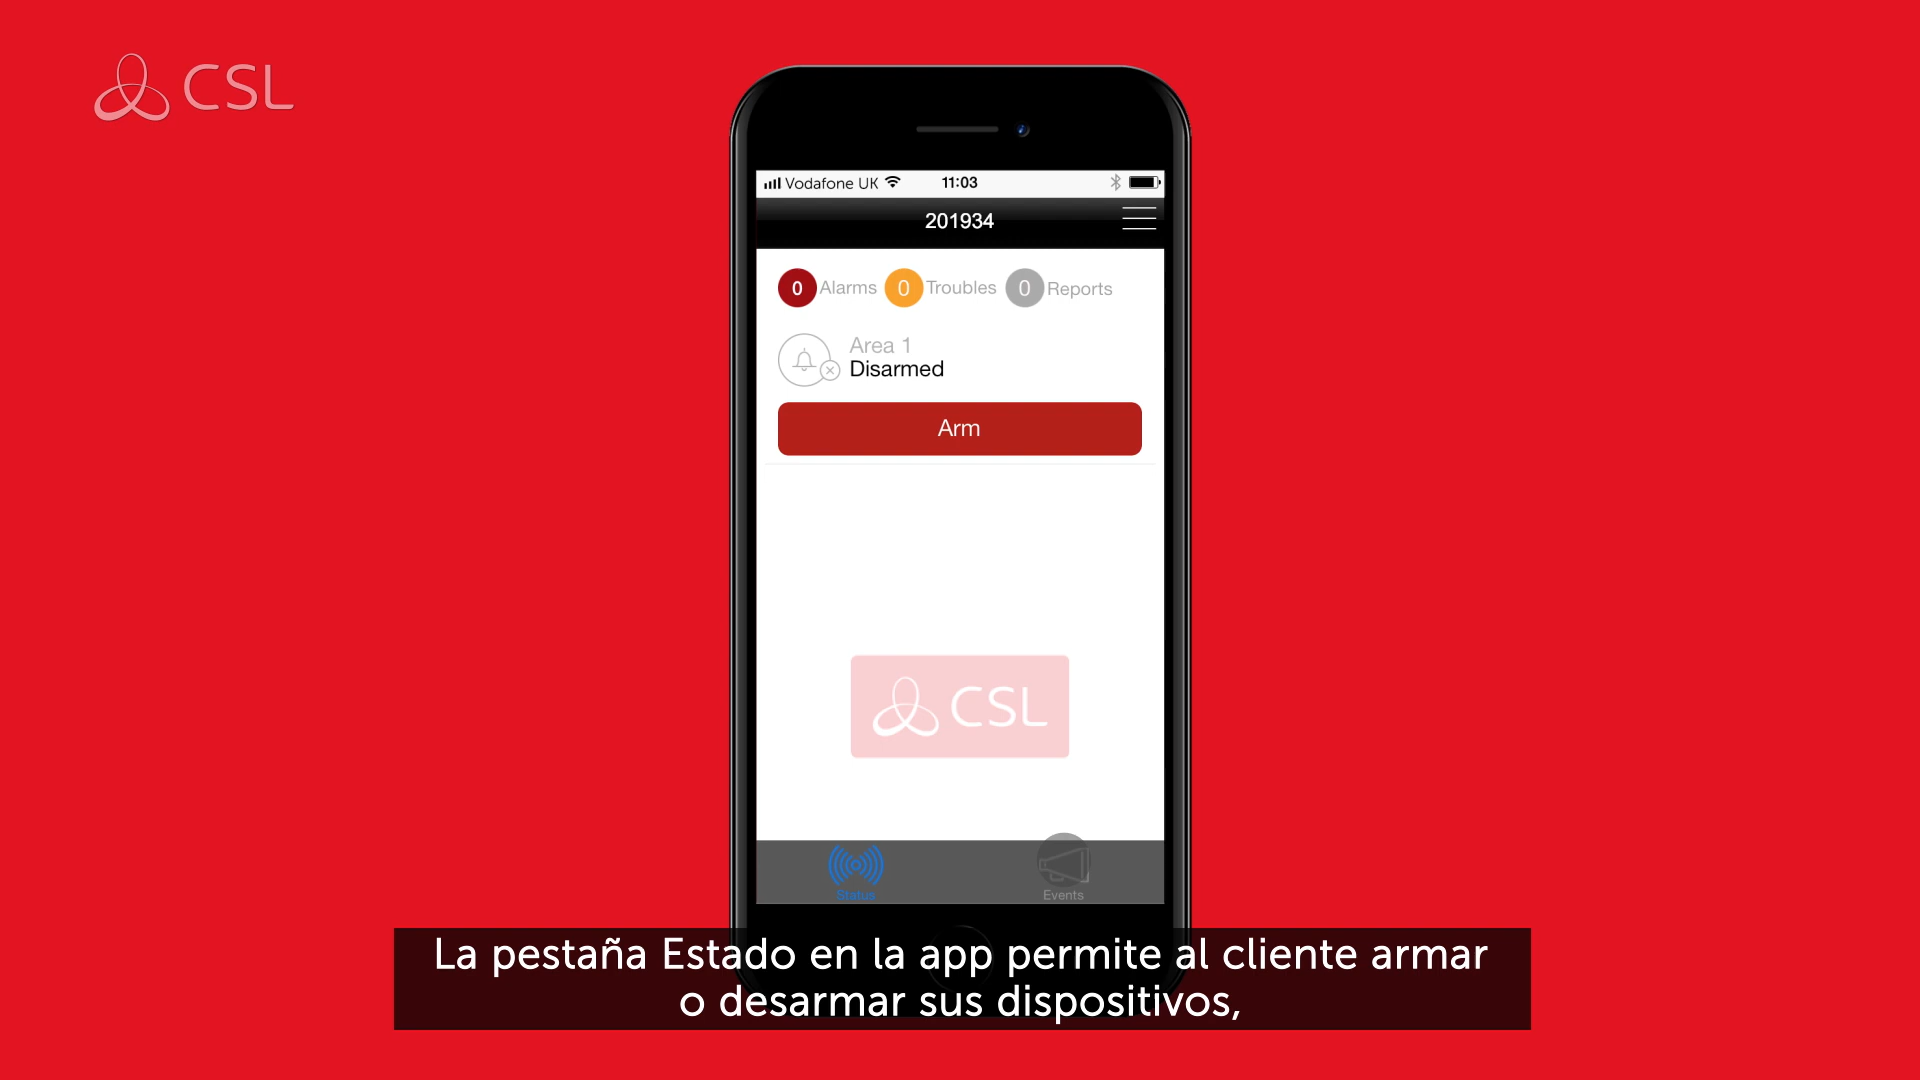 CSL
Vodafone UK 11:03
201934
0 Alarms 0 Troubles 0 Reports
Area 1
Disarmed
Arm
CSL
Status Events
La pestaña Estado en la app permite al cliente armar
o desarmar sus dispositivos,